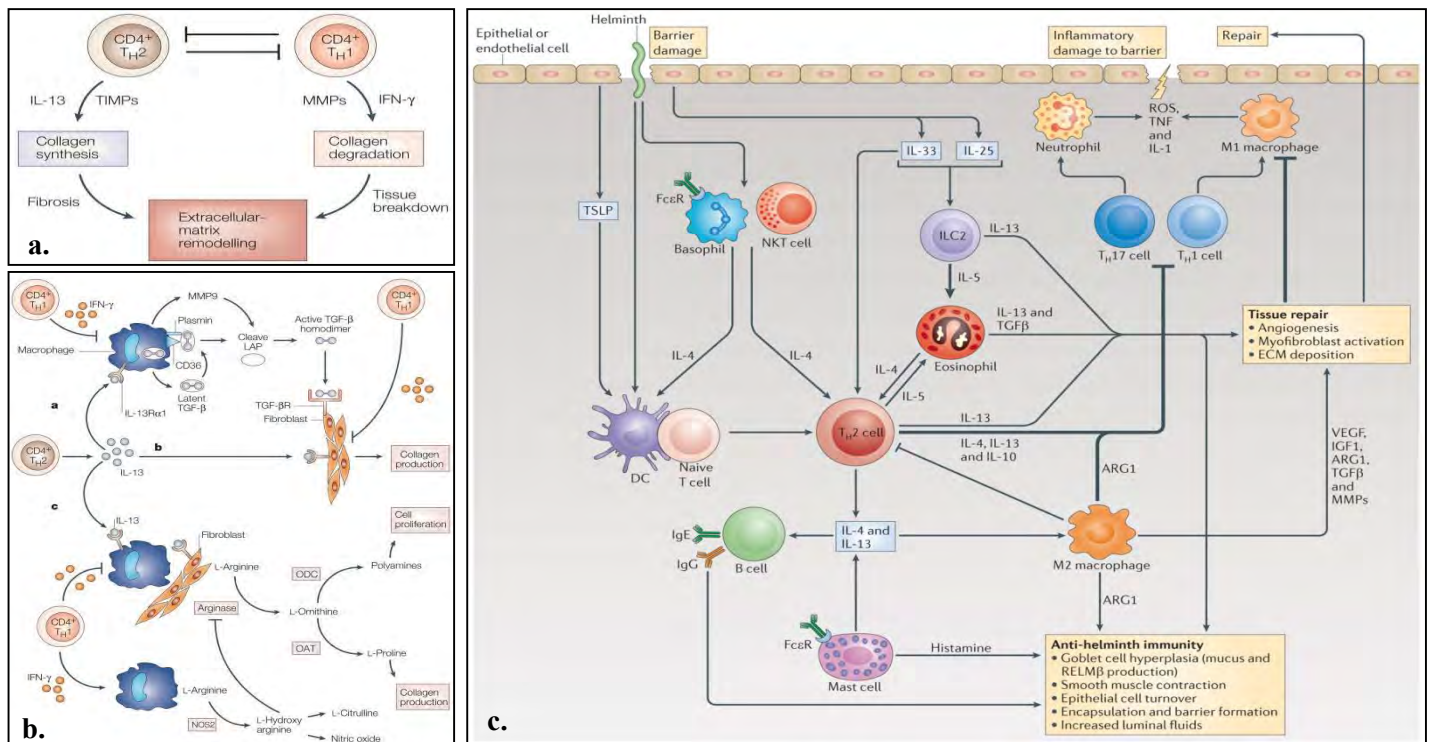 CD4+
TH2
CD4+
TH1
IL-13
TIMPs
MMPs
IFN-γ
Collagen
synthesis
Collagen
degradation
Fibrosis
Tissue
breakdown
Extracellular-
matrix
remodelling
a.
CD4+
TH1
IFN-γ
MMP9
CD4+
TH1
Plasmin
Active TGF-β
homodimer
Macrophage
Cleave
LAP
CD36
Latent
TGF-β
a
IL-13Rα1
TGF-βR
Fibroblast
CD4+
TH2
b
IL-13
Collagen
production
c
IL-13
Fibroblast
Cell
proliferation
L-Arginine
ODC
Polyamines
Arginase
L-Ornithine
CD4+
TH1
OAT
L-Proline
IFN-γ
L-Arginine
Collagen
production
NOS2
L-Hydroxy
arginine
L-Citrulline
Nitric oxide
b.
Helminth
Epithelial or
endothelial cell
Barrier
damage
Inflammatory
damage to barrier
Repair
IL-33
IL-25
ROS,
TNF
and
IL-1
Neutrophil
M1 macrophage
FcεR
TSLP
Basophil
NKT cell
ILC2
IL-13
TH17 cell
TH1 cell
IL-5
IL-13 and
TGFβ
Tissue repair
• Angiogenesis
• Myofibroblast activation
• ECM deposition
IL-4
IL-4
IL-4
Eosinophil
IL-5
TH2 cell
IL-13
IL-4, IL-13
and IL-10
DC
Naive
T cell
ARG1
VEGF,
IGF1,
ARG1,
TGFβ
and
MMPs
IgE
IgG
B cell
IL-4 and
IL-13
M2 macrophage
ARG1
FcεR
Mast cell
Histamine
Anti-helminth immunity
• Goblet cell hyperplasia (mucus and
RELMβ production)
• Smooth muscle contraction
• Epithelial cell turnover
• Encapsulation and barrier formation
• Increased luminal fluids
c.